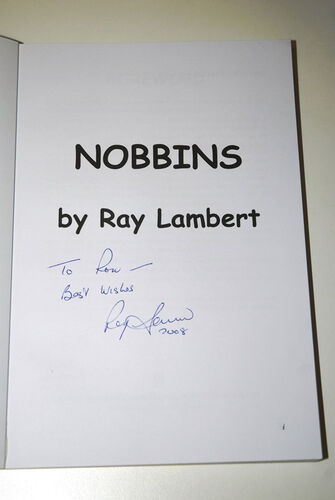 NOBBINS
by Ray Lambert
To Ron —
Best Wishes
2008
i